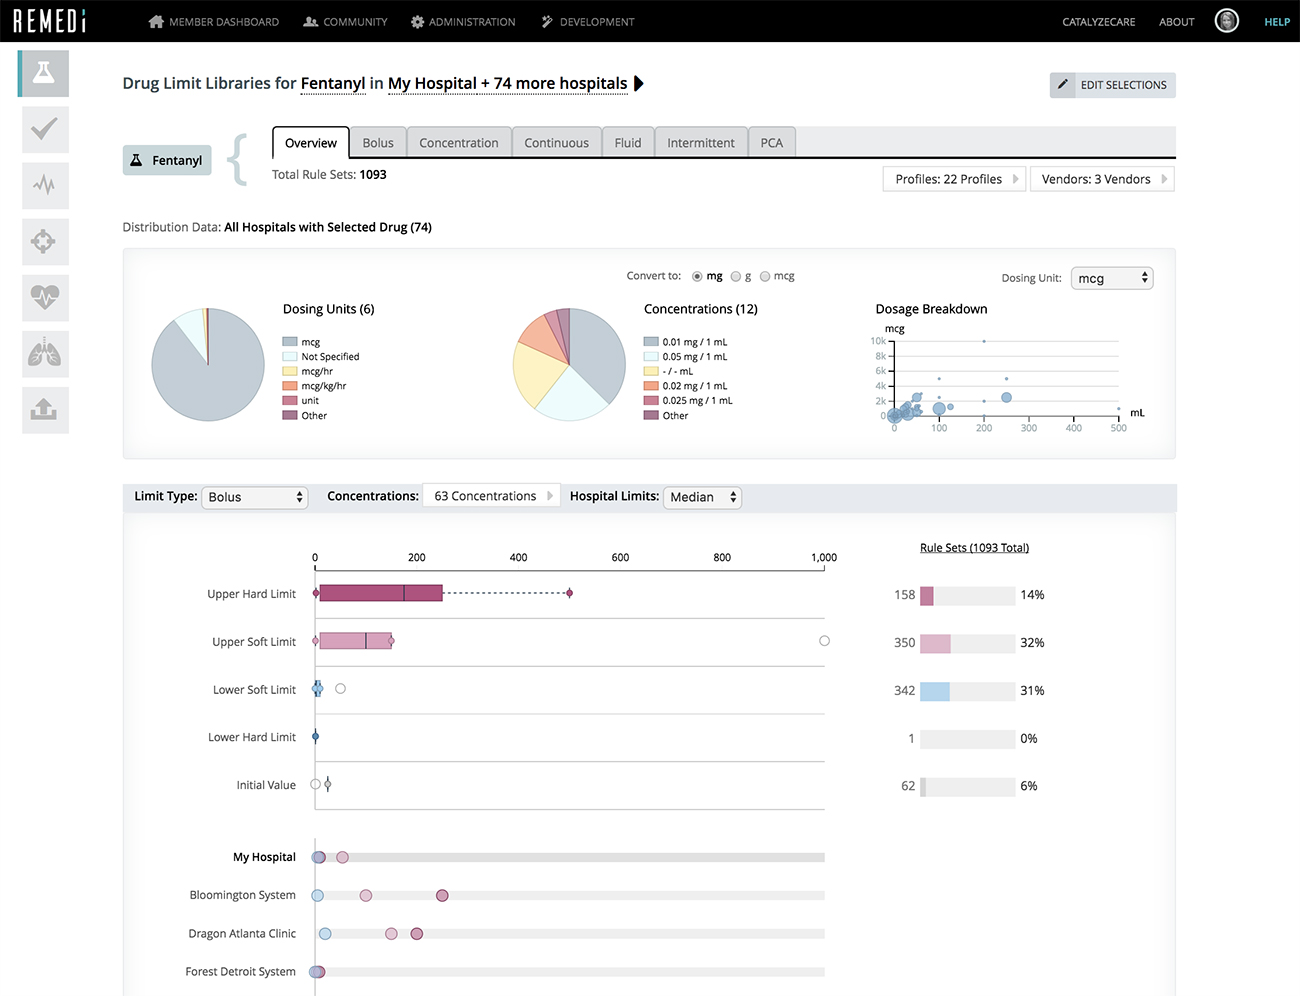 REMEDi
MEMBER DASHBOARD
COMMUNITY
ADMINISTRATION
DEVELOPMENT
CATALYZECARE
ABOUT
HELP
Drug Limit Libraries for Fentanyl in My Hospital + 74 more hospitals
EDIT SELECTIONS
Fentanyl
Overview
Bolus
Concentration
Continuous
Fluid
Intermittent
PCA
Total Rule Sets: 1093
Profiles: 22 Profiles
Vendors: 3 Vendors
Distribution Data: All Hospitals with Selected Drug (74)
Convert to: mg g mcg
Dosing Unit: mcg
Dosing Units (6)
mcg
Not Specified
mcg/hr
mcg/kg/hr
unit
Other
Concentrations (12)
0.01 mg / 1 mL
0.05 mg / 1 mL
- / - mL
0.02 mg / 1 mL
0.025 mg / 1 mL
Other
Dosage Breakdown
mcg
10k
8k
6k
4k
2k
0
mL
0 100 200 300 400 500
Limit Type: Bolus
Concentrations: 63 Concentrations
Hospital Limits: Median
0 200 400 600 800 1,000
Rule Sets (1093 Total)
Upper Hard Limit 158 14%
Upper Soft Limit 350 32%
Lower Soft Limit 342 31%
Lower Hard Limit 1 0%
Initial Value 62 6%
My Hospital
Bloomington System
Dragon Atlanta Clinic
Forest Detroit System